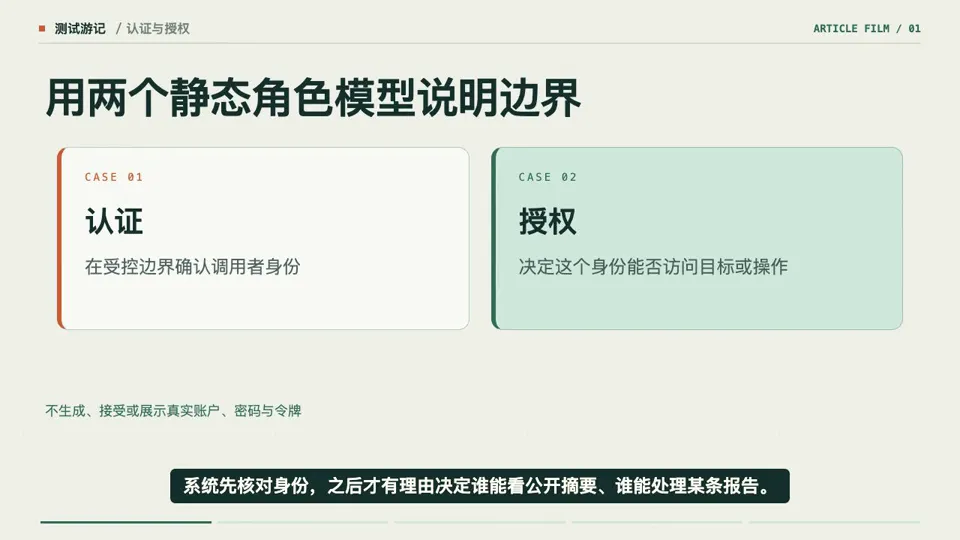 测试游记 / 认证与授权
ARTICLE FILM / 01
用两个静态角色模型说明边界
CASE 01
认证
在受控边界确认调用者身份
CASE 02
授权
决定这个身份能否访问目标或操作
不生成、接受或展示真实账户、密码与令牌
系统先核对身份，之后才有理由决定谁能看公开摘要、谁能处理某条报告。